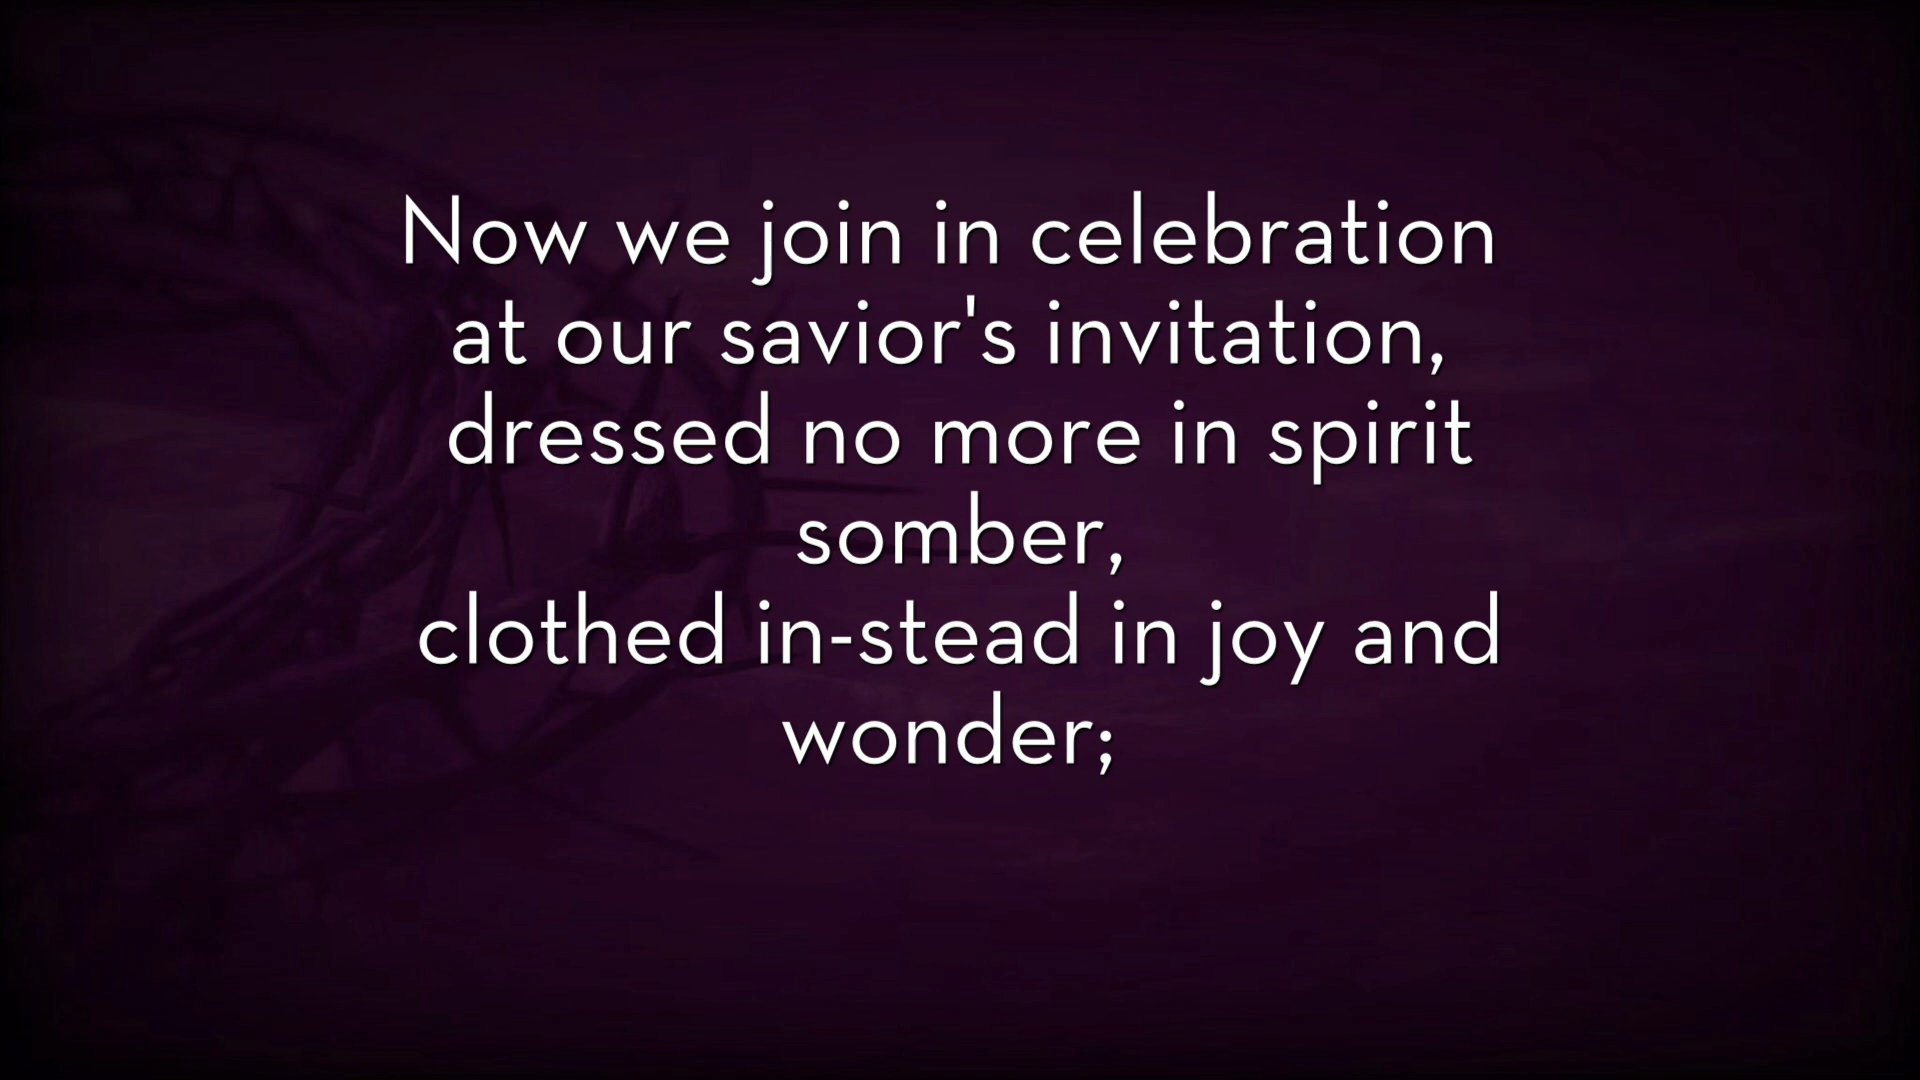 Now we join in celebration
at our savior's invitation,
dressed no more in spirit
somber,
clothed in-stead in joy and
wonder;